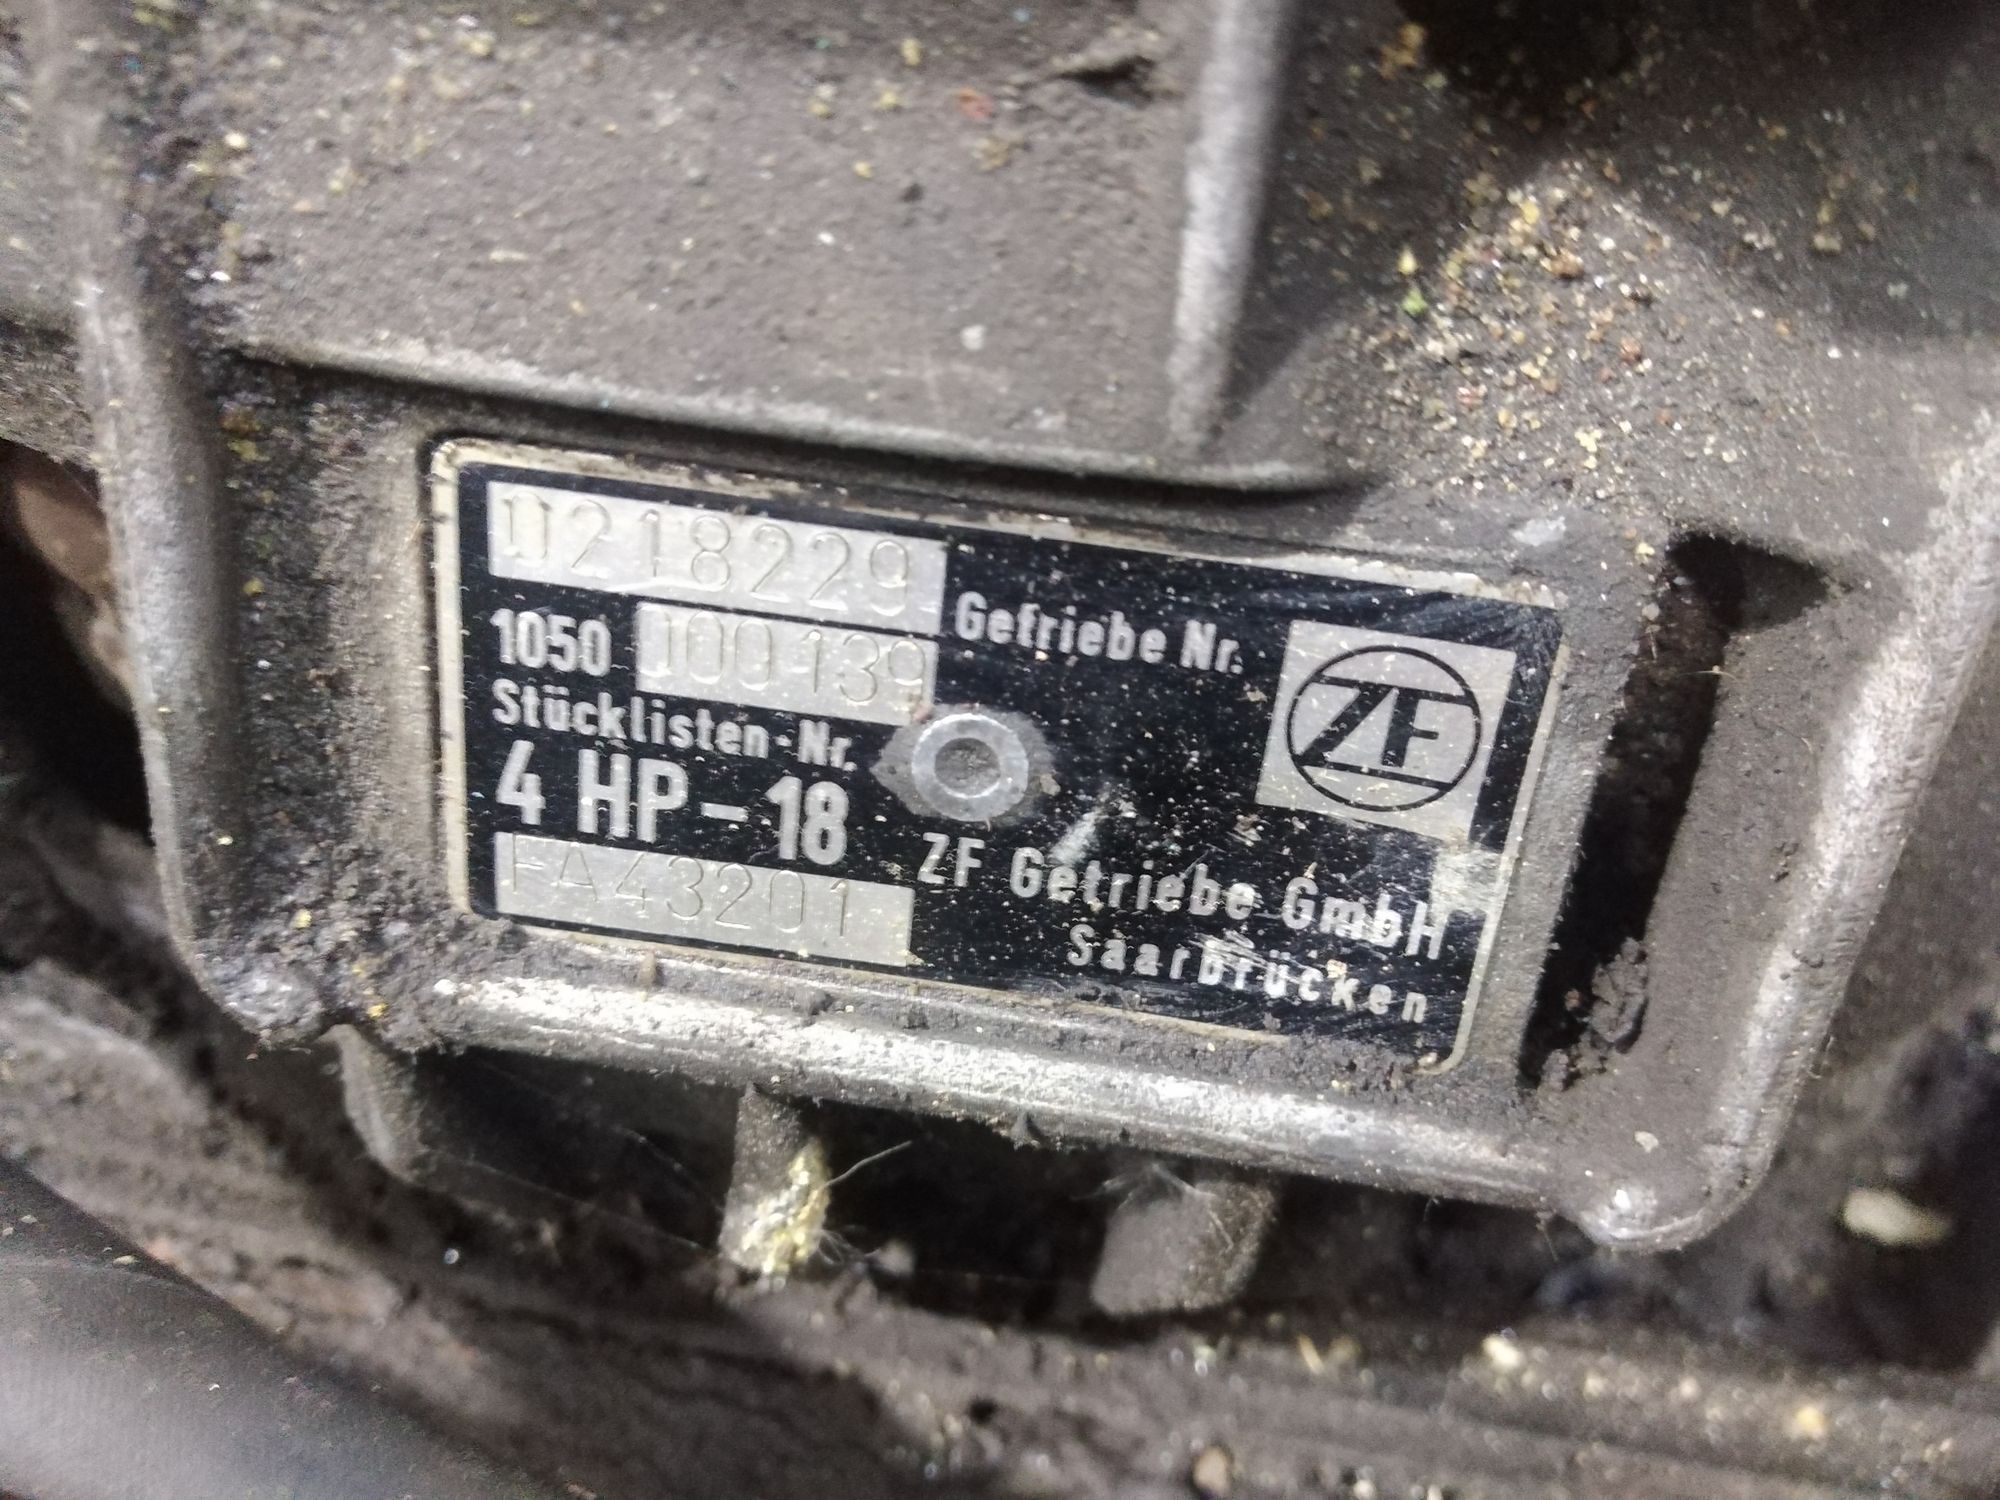 0218229 Getriebe Nr.
1050 000139
Stücklisten-Nr.
ZF
4 HP-18
FA43201
ZF Getriebe GmbH
Saarbrücken